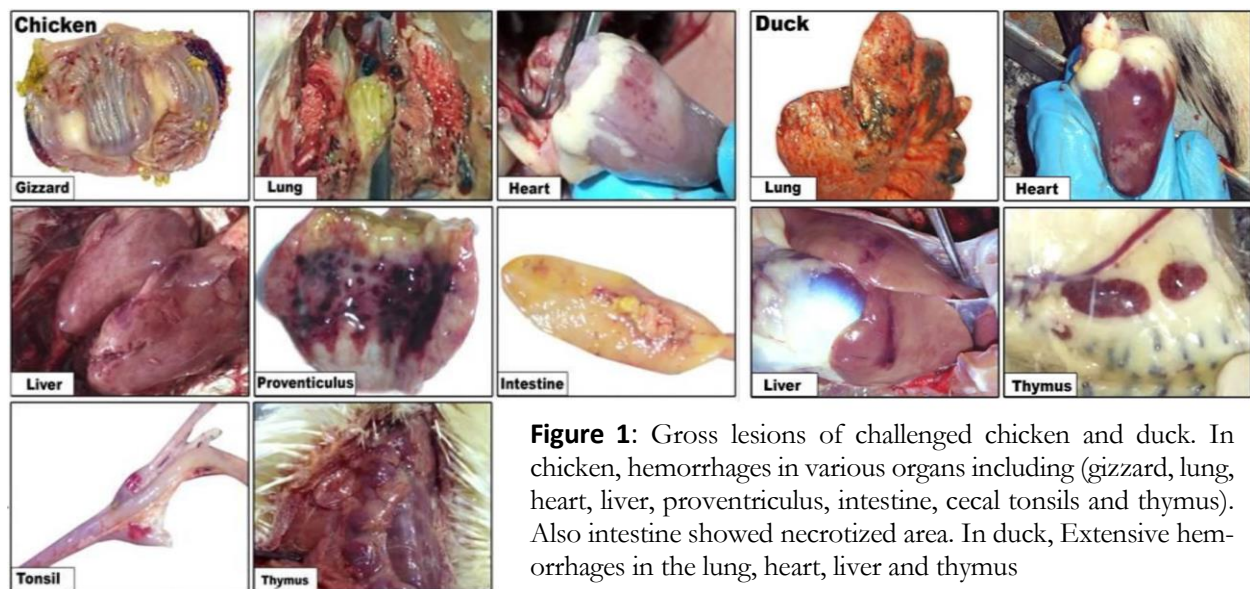 Chicken
Duck
Gizzard
Lung
Heart
Lung
Heart
Liver
Proventiculus
Intestine
Liver
Thymus
Tonsil
Thymus
Figure 1: Gross lesions of challenged chicken and duck. In
chicken, hemorrhages in various organs including (gizzard, lung,
heart, liver, proventriculus, intestine, cecal tonsils and thymus).
Also intestine showed necrotized area. In duck, Extensive hem-
orrhages in the lung, heart, liver and thymus